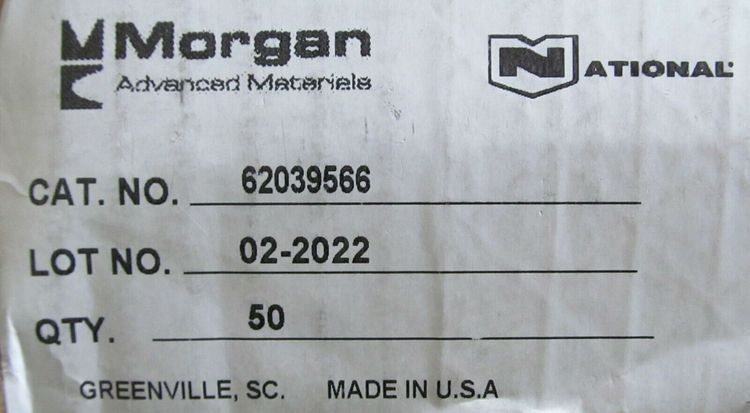 Morgan
Advanced Materials
NATIONAL
CAT. NO. 62039566
LOT NO. 02-2022
QTY. 50
GREENVILLE, SC. MADE IN U.S.A